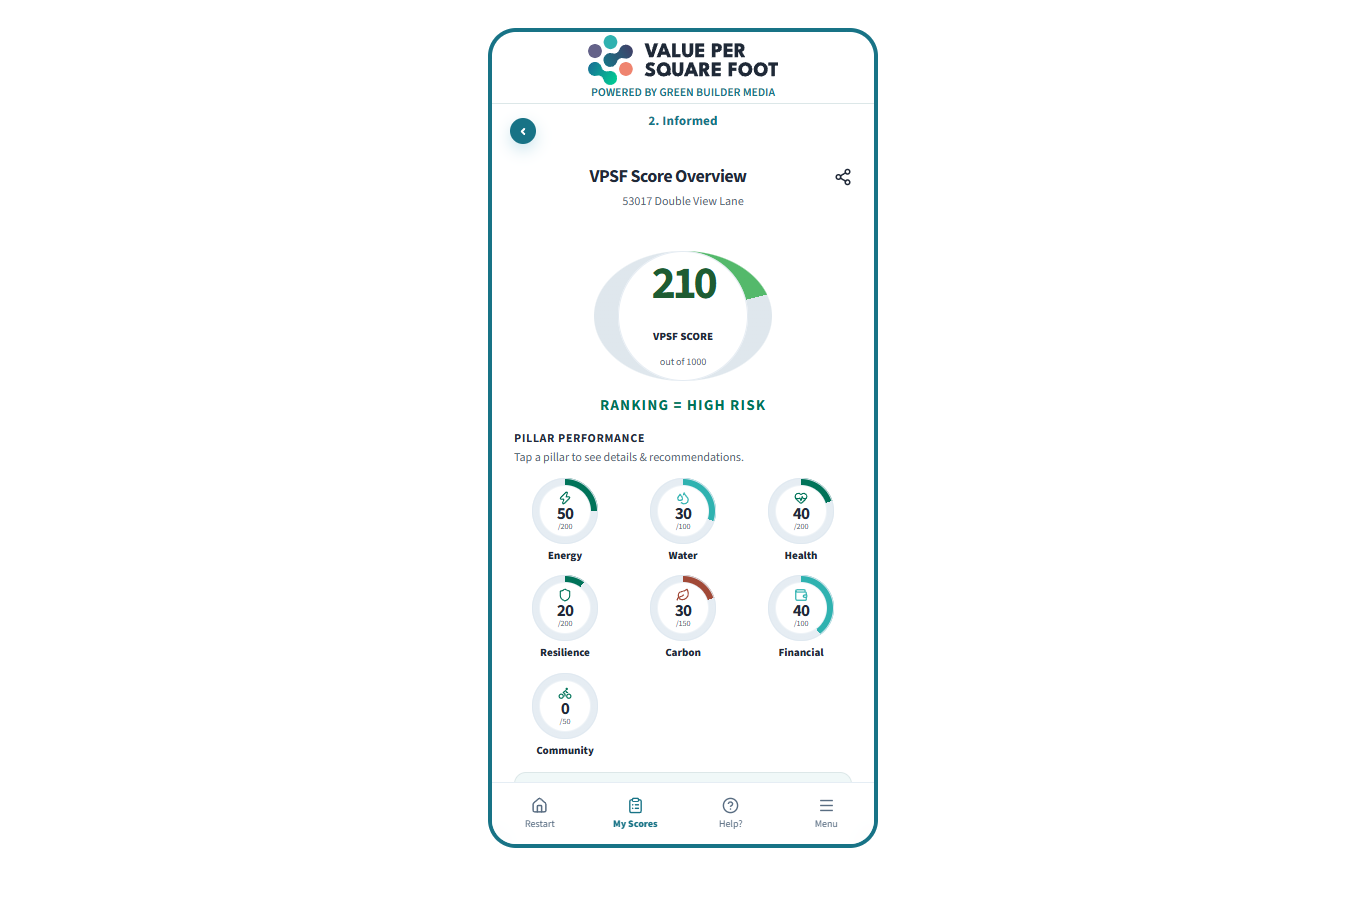 VALUE PER
SQUARE FOOT
POWERED BY GREEN BUILDER MEDIA
2. Informed
VPSF Score Overview
53017 Double View Lane
210
VPSF SCORE
out of 1000
RANKING = HIGH RISK
PILLAR PERFORMANCE
Tap a pillar to see details & recommendations.
50
/200
Energy
30
/100
Water
40
/200
Health
20
/200
Resilience
30
/150
Carbon
40
/100
Financial
0
/50
Community
Restart
My Scores
Help?
Menu